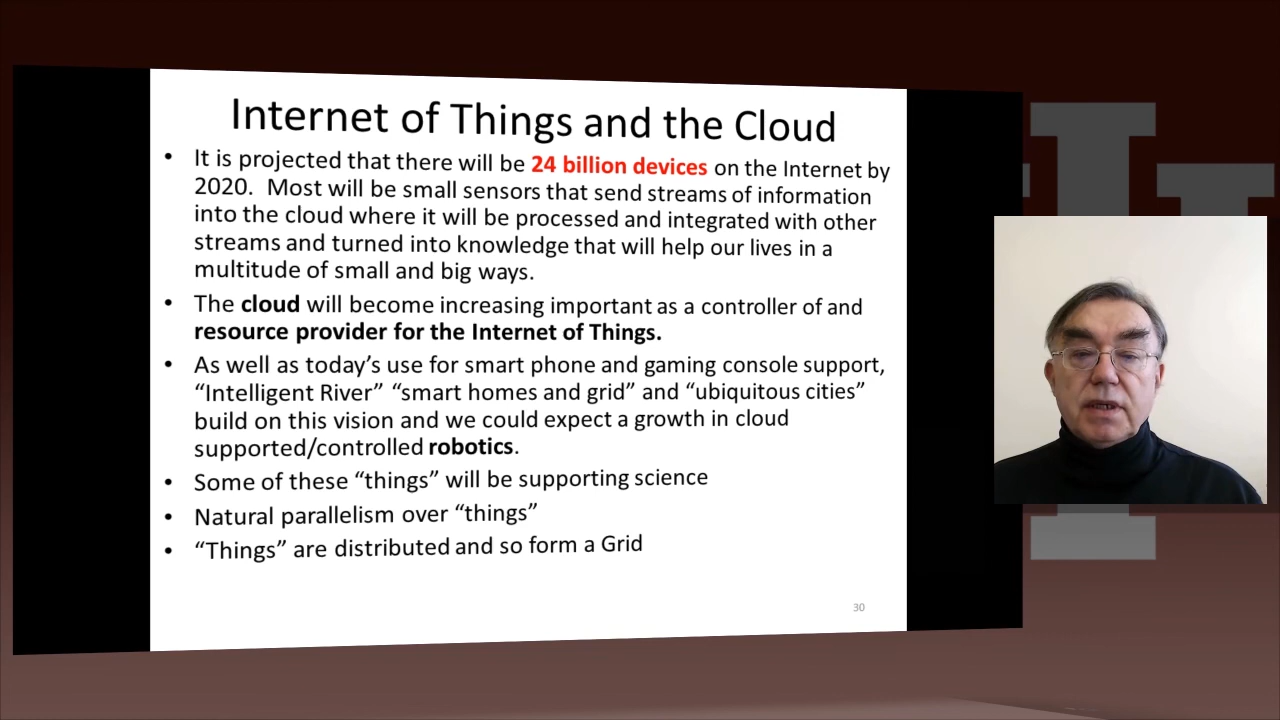 Internet of Things and the Cloud
• It is projected that there will be 24 billion devices on the Internet by
2020. Most will be small sensors that send streams of information
into the cloud where it will be processed and integrated with other
streams and turned into knowledge that will help our lives in a
multitude of small and big ways.
• The cloud will become increasing important as a controller of and
resource provider for the Internet of Things.
• As well as today’s use for smart phone and gaming console support,
“Intelligent River” “smart homes and grid” and “ubiquitous cities”
build on this vision and we could expect a growth in cloud
supported/controlled robotics.
• Some of these “things” will be supporting science
• Natural parallelism over “things”
• “Things” are distributed and so form a Grid
30